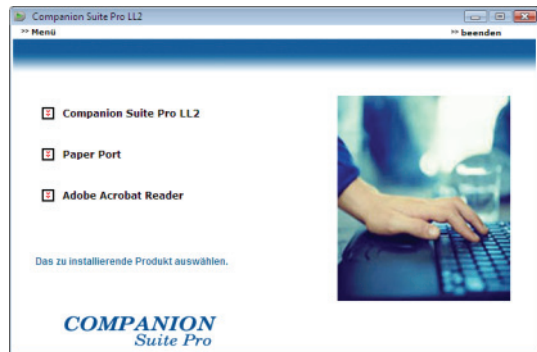 Companion Suite Pro LL2
>> Menü >> beenden
Companion Suite Pro LL2
Paper Port
Adobe Acrobat Reader
Das zu installierende Produkt auswählen.
COMPANION
Suite Pro